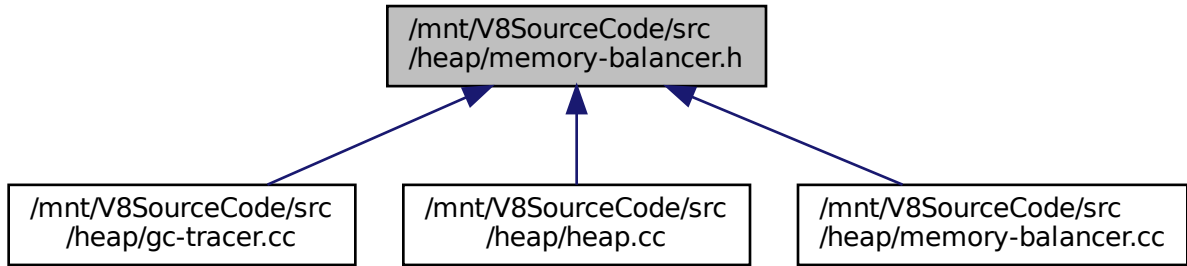 /mnt/V8SourceCode/src
/heap/memory-balancer.h
/mnt/V8SourceCode/src
/heap/gc-tracer.cc
/mnt/V8SourceCode/src
/heap/heap.cc
/mnt/V8SourceCode/src
/heap/memory-balancer.cc